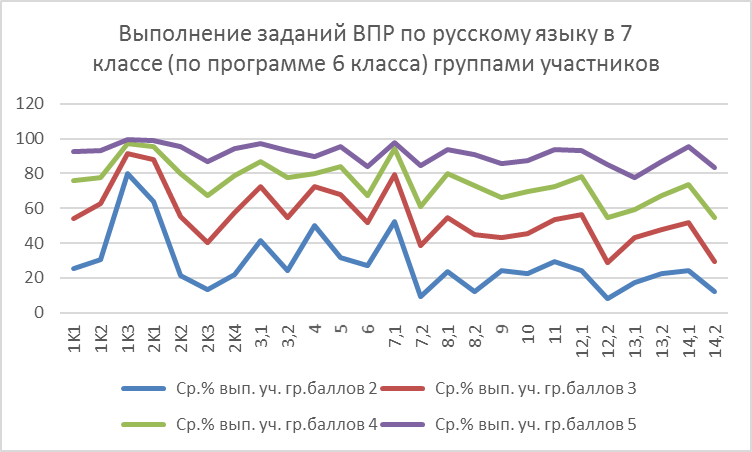 Выполнение заданий ВПР по русскому языку в 7
классе (по программе 6 класса) группами участников
120
100
80
60
40
20
0
1К1
1К2
1К3
2К1
2К2
2К3
2К4
3,1
3,2
4
5
6
7,1
7,2
8,1
8,2
9
10
11
12,1
12,2
13,1
13,2
14,1
14,2
Ср.% вып. уч. гр.баллов 2
Ср.% вып. уч. гр.баллов 3
Ср.% вып. уч. гр.баллов 4
Ср.% вып. уч. гр.баллов 5